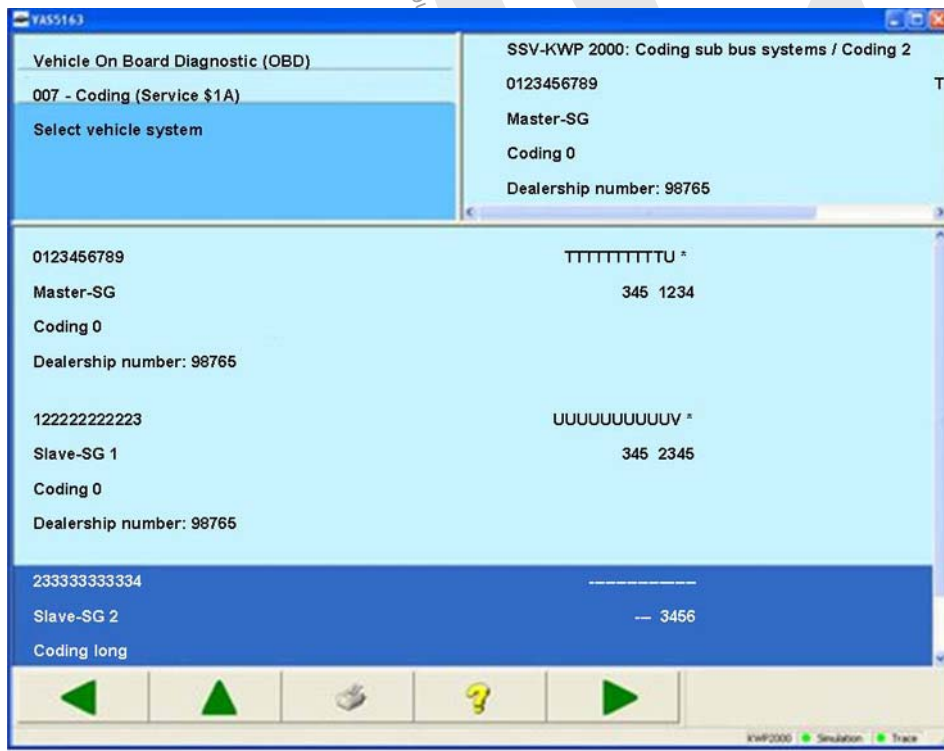 VAS5163
Vehicle On Board Diagnostic (OBD)
007 - Coding (Service $1A)
Select vehicle system
SSV-KWP 2000: Coding sub bus systems / Coding 2
0123456789 T
Master-SG
Coding 0
Dealership number: 98765
0123456789 TTTTTTTTTTU *
Master-SG 345 1234
Coding 0
Dealership number: 98765
122222222223 UUUUUUUUUUV *
Slave-SG 1 345 2345
Coding 0
Dealership number: 98765
233333333334 ------------
Slave-SG 2 --- 3456
Coding long
KWP2000 Simulation Trace